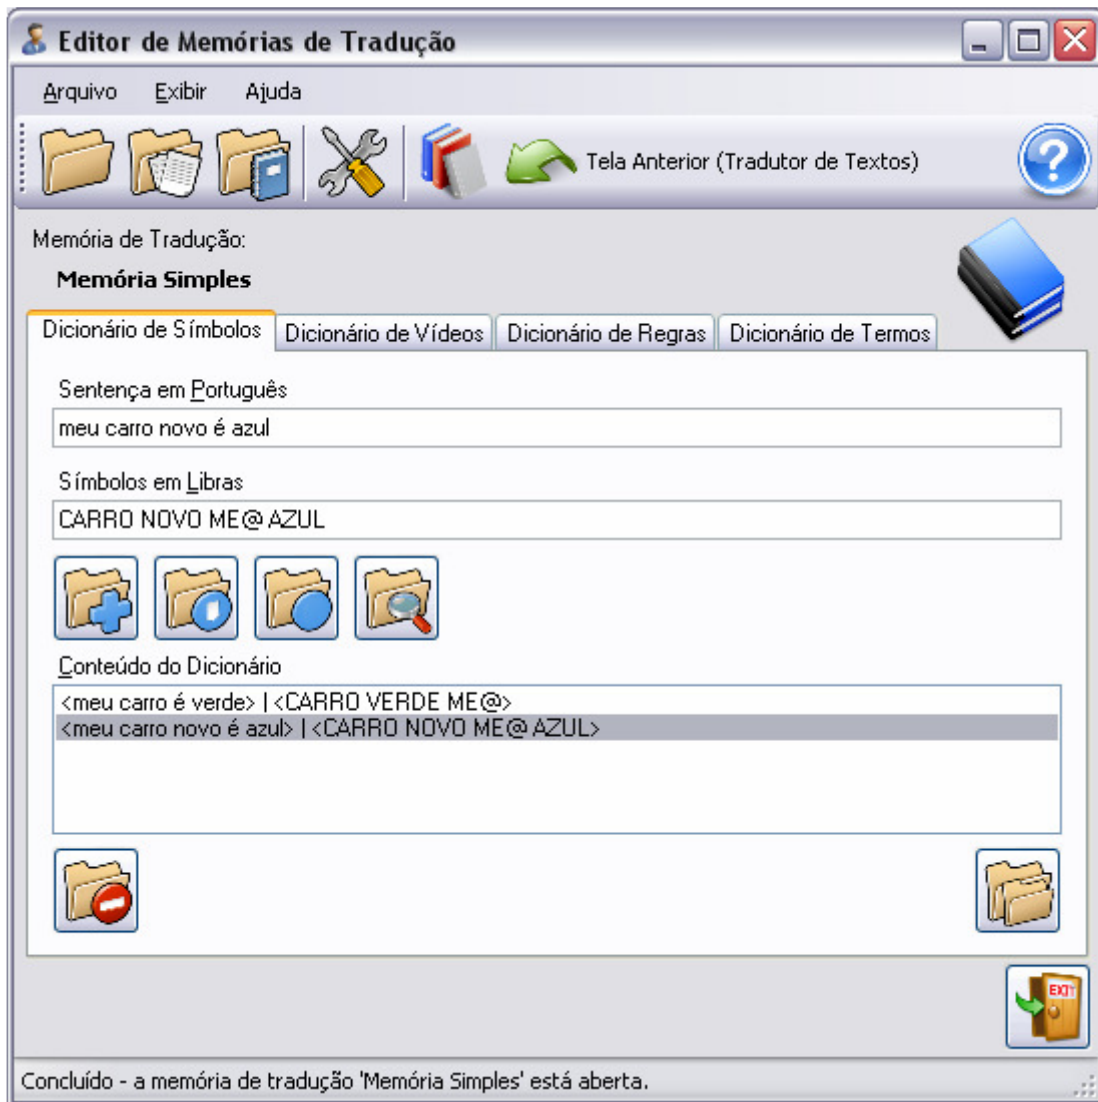 Editor de Memórias de Tradução
Arquivo Exibir Ajuda
Tela Anterior (Tradutor de Textos)
?
Memória de Tradução:
Memória Simples
Dicionário de Símbolos Dicionário de Vídeos Dicionário de Regras Dicionário de Termos
Sentença em Português
meu carro novo é azul
Símbolos em Libras
CARRO NOVO ME@ AZUL
Conteúdo do Dicionário
<meu carro é verde> | <CARRO VERDE ME@>
<meu carro novo é azul> | <CARRO NOVO ME@ AZUL>
EXIT
Concluído - a memória de tradução 'Memória Simples' está aberta.